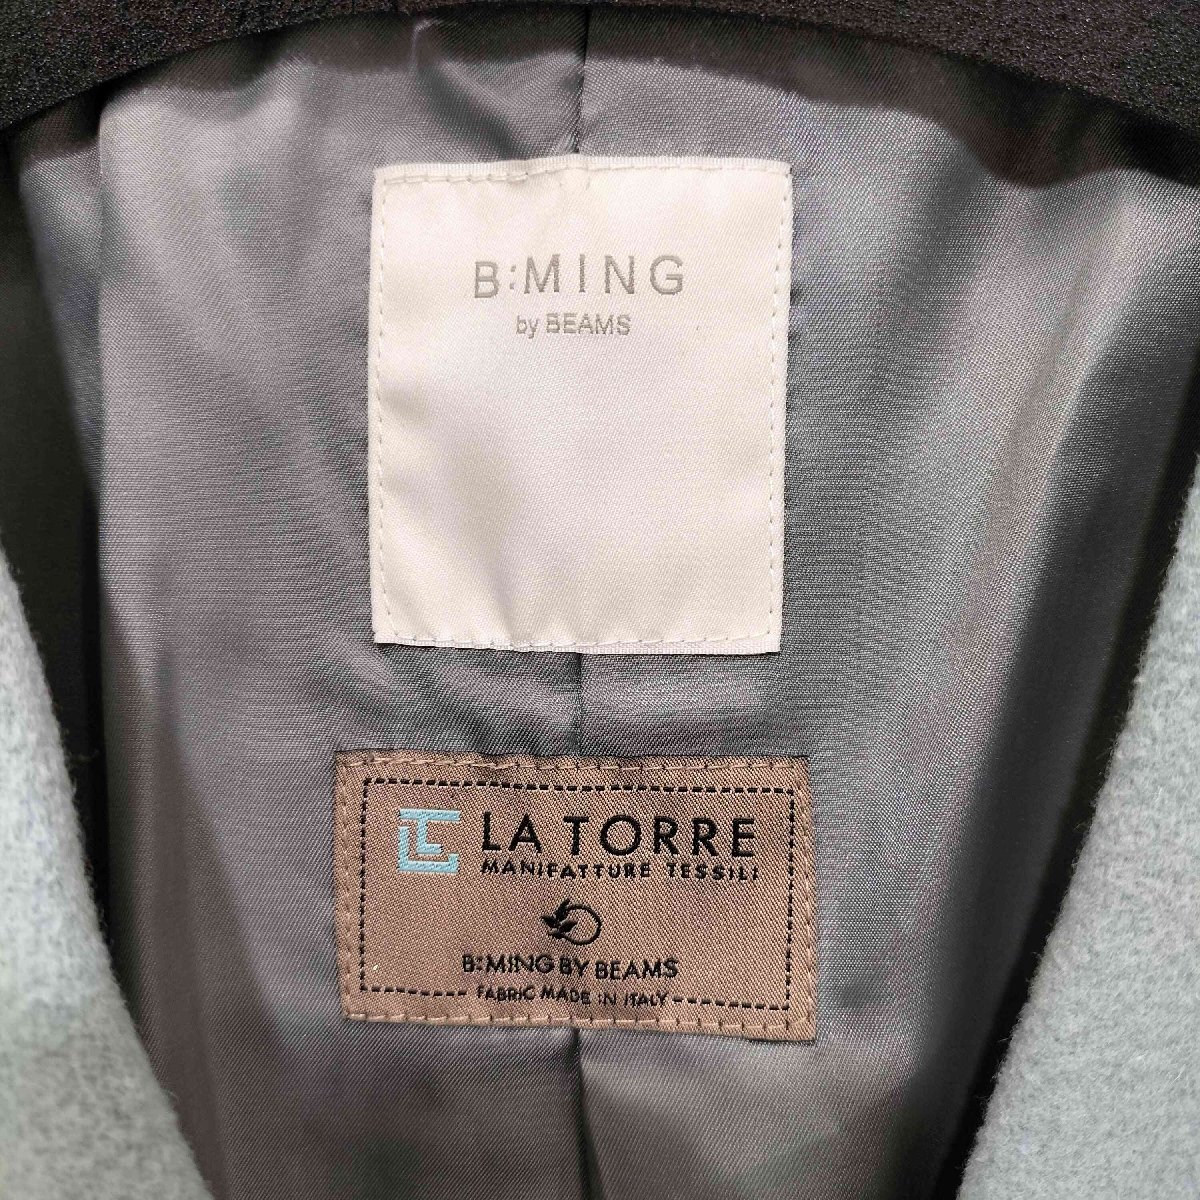 B:MING
by BEAMS
LA TORRE
MANIFATTURE TESSILI
B:MING BY BEAMS
FABRIC MADE IN ITALY